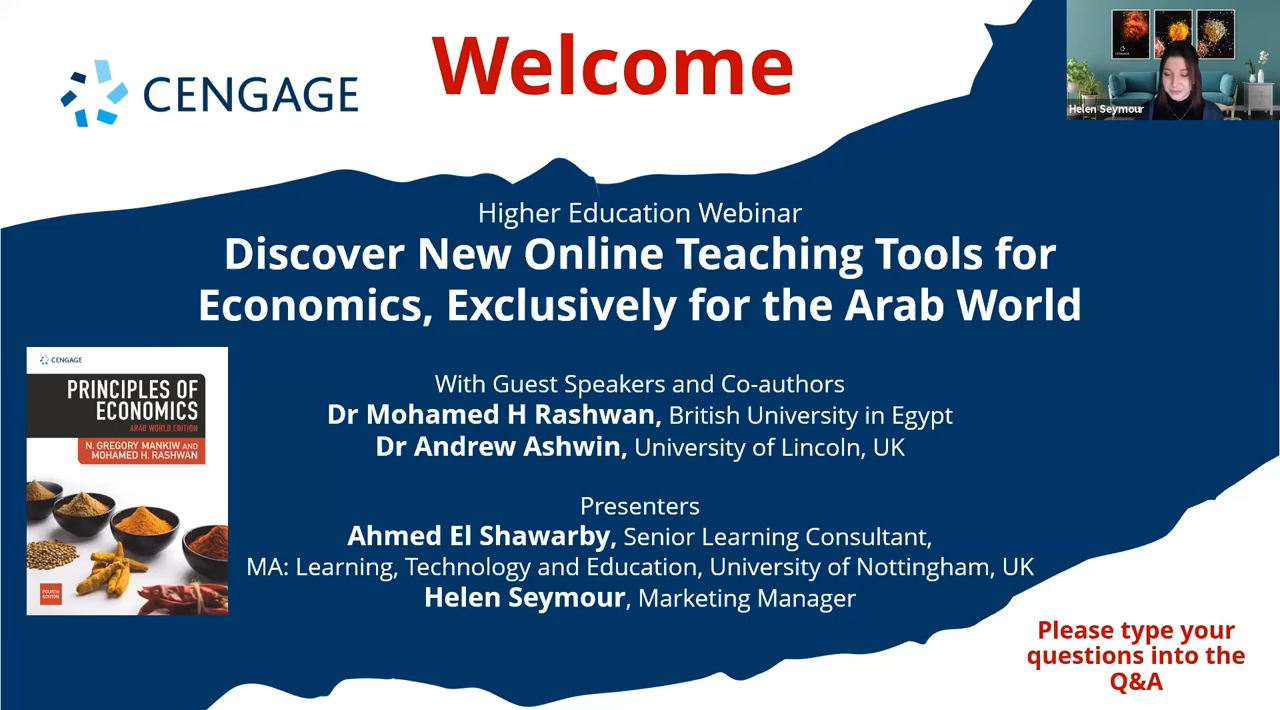 CENGAGE
Welcome
Helen Seymour
Higher Education Webinar
Discover New Online Teaching Tools for
Economics, Exclusively for the Arab World
CENGAGE
PRINCIPLES OF
ECONOMICS
ARAB WORLD EDITION
N. GREGORY MANKIW AND
MOHAMED H. RASHWAN
FOURTH
EDITION
With Guest Speakers and Co-authors
Dr Mohamed H Rashwan, British University in Egypt
Dr Andrew Ashwin, University of Lincoln, UK
Presenters
Ahmed El Shawarby, Senior Learning Consultant,
MA: Learning, Technology and Education, University of Nottingham, UK
Helen Seymour, Marketing Manager
Please type your
questions into the
Q&A